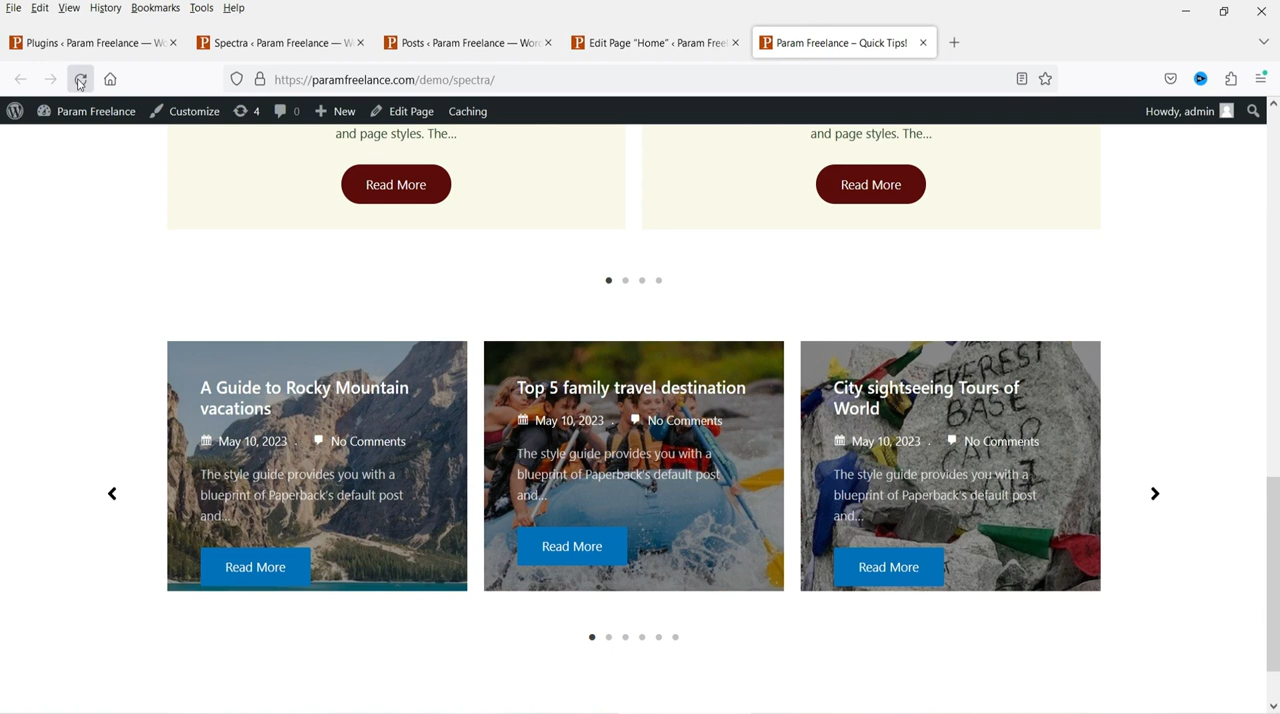 File Edit View History Bookmarks Tools Help
Plugins ‹ Param Freelance — Wo
Spectra ‹ Param Freelance — W
Posts ‹ Param Freelance — Wor
Edit Page "Home" ‹ Param Free
Param Freelance – Quick Tips!
https://paramfreelance.com/demo/spectra/
Param Freelance Customize 4 0 New Edit Page Caching Howdy, admin
and page styles. The...
and page styles. The...
Read More
Read More
A Guide to Rocky Mountain
vacations
May 10, 2023 . No Comments
The style guide provides you with a
blueprint of Paperback's default post
and...
Read More
Top 5 family travel destination
May 10, 2023 . No Comments
The style guide provides you with a
blueprint of Paperback's default post
and...
Read More
City sightseeing Tours of
World
May 10, 2023 . No Comments
The style guide provides you with a
blueprint of Paperback's default post
and...
Read More
EVEREST
BASE
CAMP